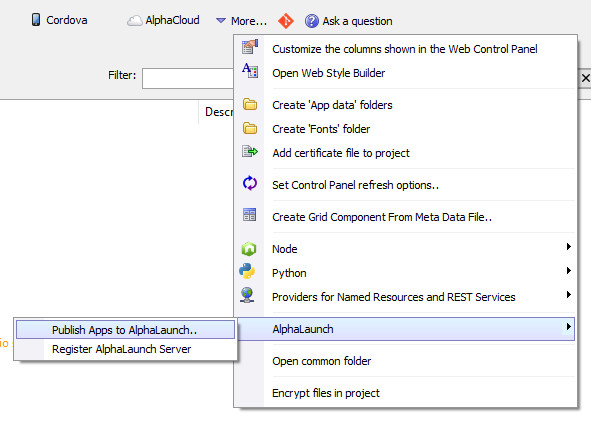 Cordova AlphaCloud More... Ask a question
Customize the columns shown in the Web Control Panel
Open Web Style Builder
Filter:
Create 'App data' folders
Descr
Create 'Fonts' folder
Add certificate file to project
Set Control Panel refresh options..
Create Grid Component From Meta Data File..
Node
Python
Providers for Named Resources and REST Services
AlphaLaunch
Publish Apps to AlphaLaunch..
Register AlphaLaunch Server
Open common folder
Encrypt files in project